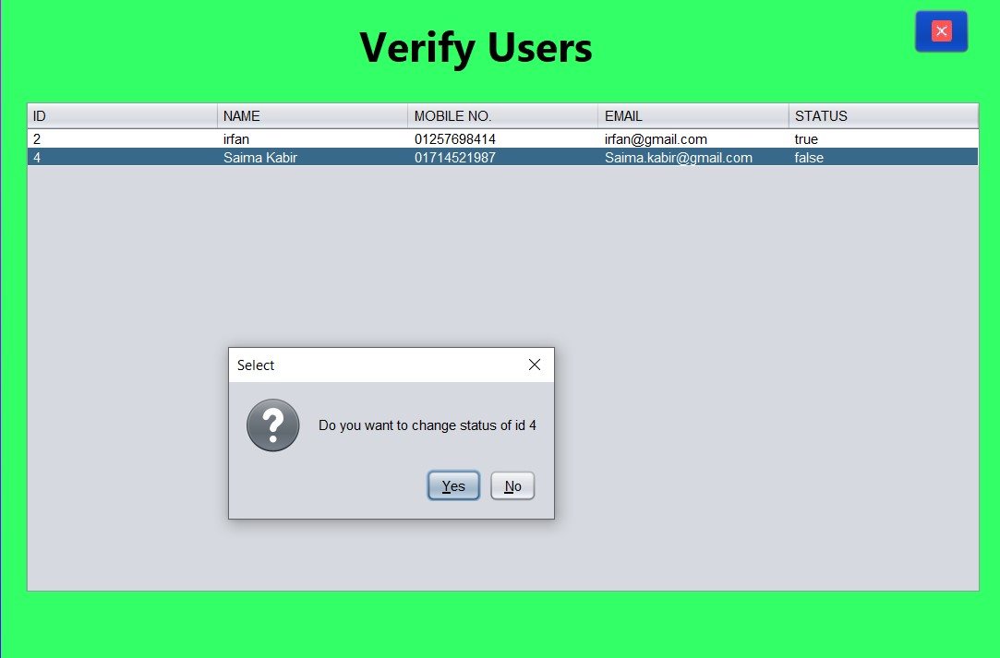 Verify Users
ID NAME MOBILE NO. EMAIL STATUS
2 irfan 01257698414 irfan@gmail.com true
4 Saima Kabir 01714521987 Saima.kabir@gmail.com false
Select
Do you want to change status of id 4
Yes No